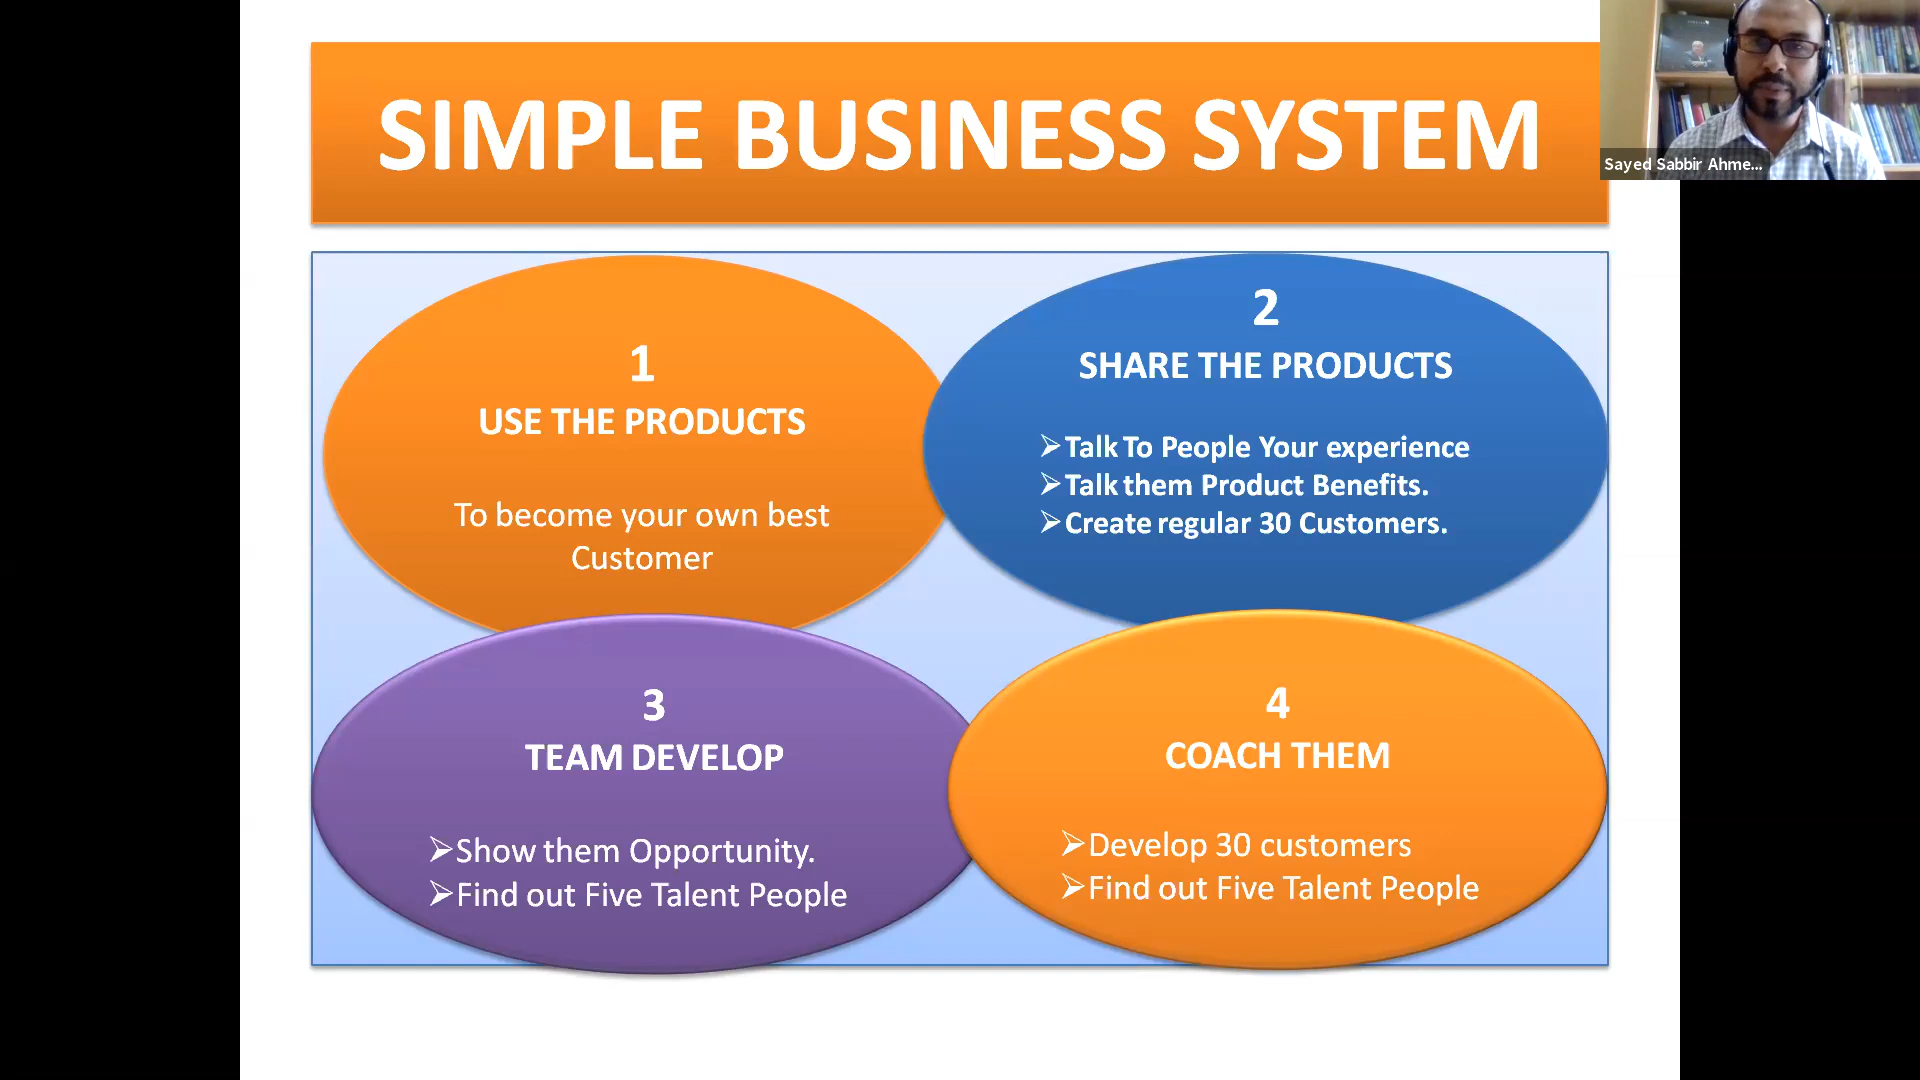 SIMPLE BUSINESS SYSTEM
Sayed Sabbir Ahme...
1
USE THE PRODUCTS
To become your own best
Customer
2
SHARE THE PRODUCTS
➢Talk To People Your experience
➢Talk them Product Benefits.
➢Create regular 30 Customers.
3
TEAM DEVELOP
➢Show them Opportunity.
➢Find out Five Talent People
4
COACH THEM
➢Develop 30 customers
➢Find out Five Talent People